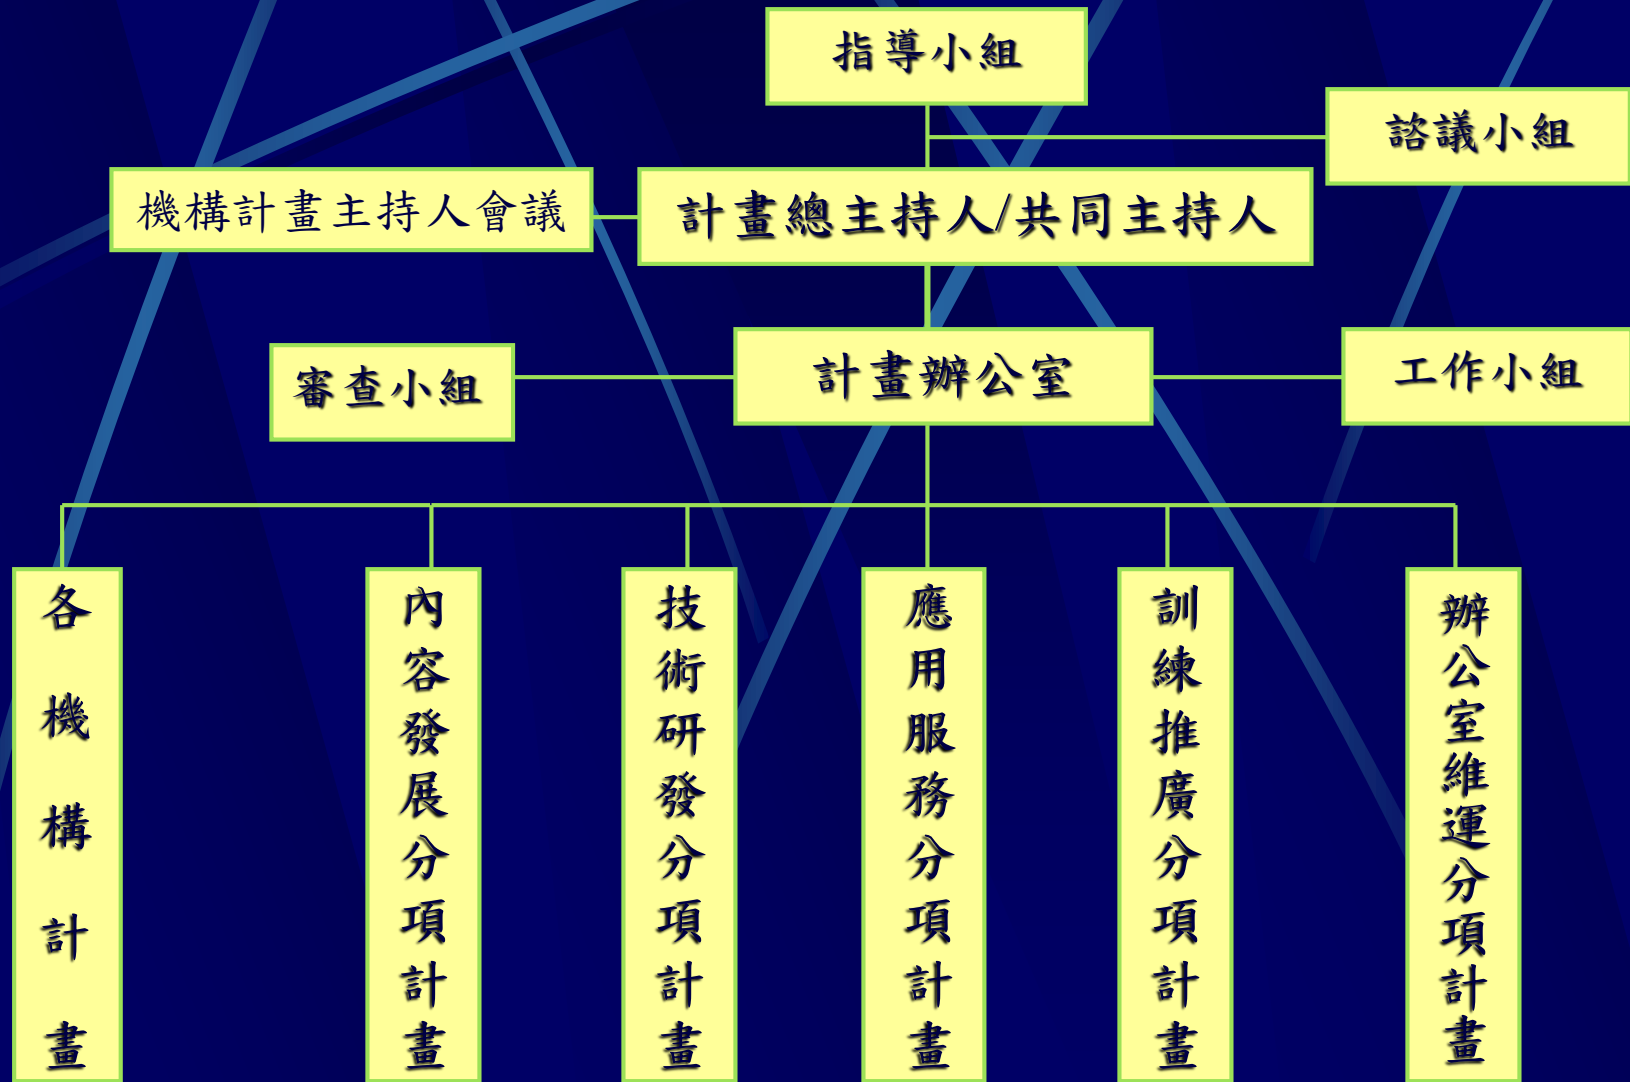 指導小組
諮議小組
機構計畫主持人會議
計畫總主持人/共同主持人
審查小組
計畫辦公室
工作小組
各機構計畫
內容發展分項計畫
技術研發分項計畫
應用服務分項計畫
訓練推廣分項計畫
辦公室維運分項計畫